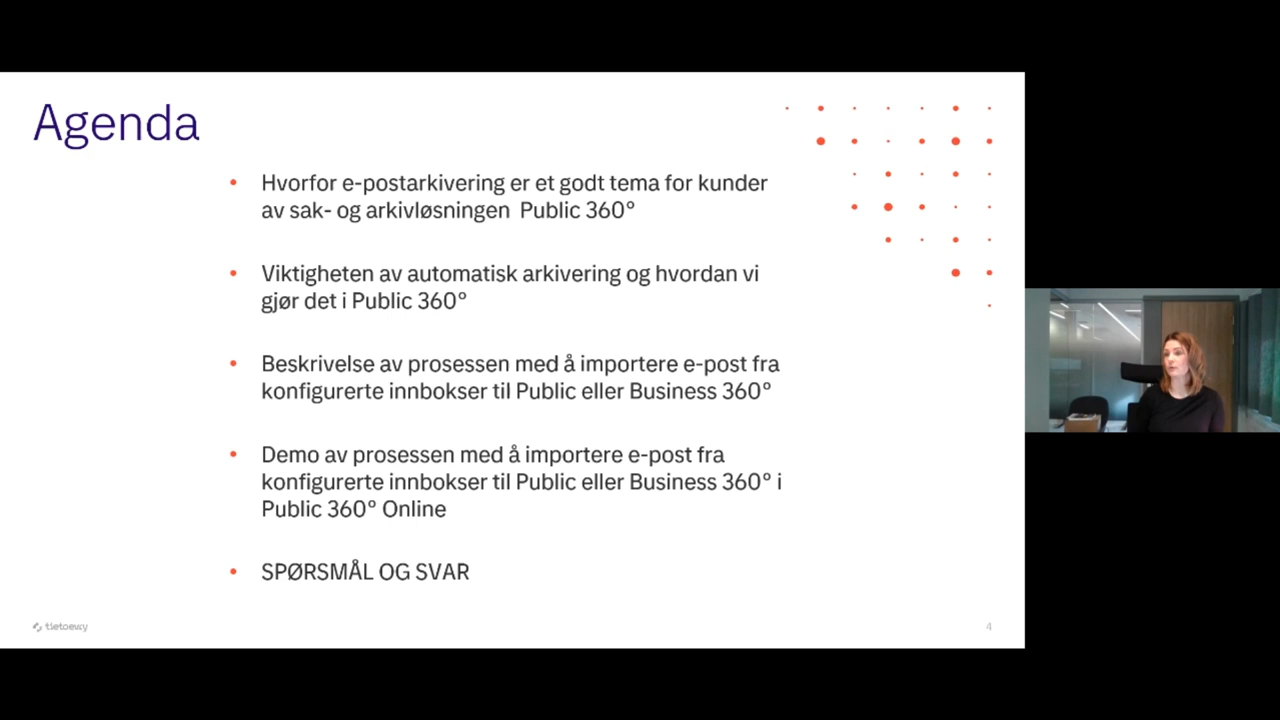 Agenda
• Hvorfor e-postarkivering er et godt tema for kunder
av sak- og arkivløsningen Public 360°
• Viktigheten av automatisk arkivering og hvordan vi
gjør det i Public 360°
• Beskrivelse av prosessen med å importere e-post fra
konfigurerte innbokser til Public eller Business 360°
• Demo av prosessen med å importere e-post fra
konfigurerte innbokser til Public eller Business 360° i
Public 360° Online
• SPØRSMÅL OG SVAR
tietoevry
4